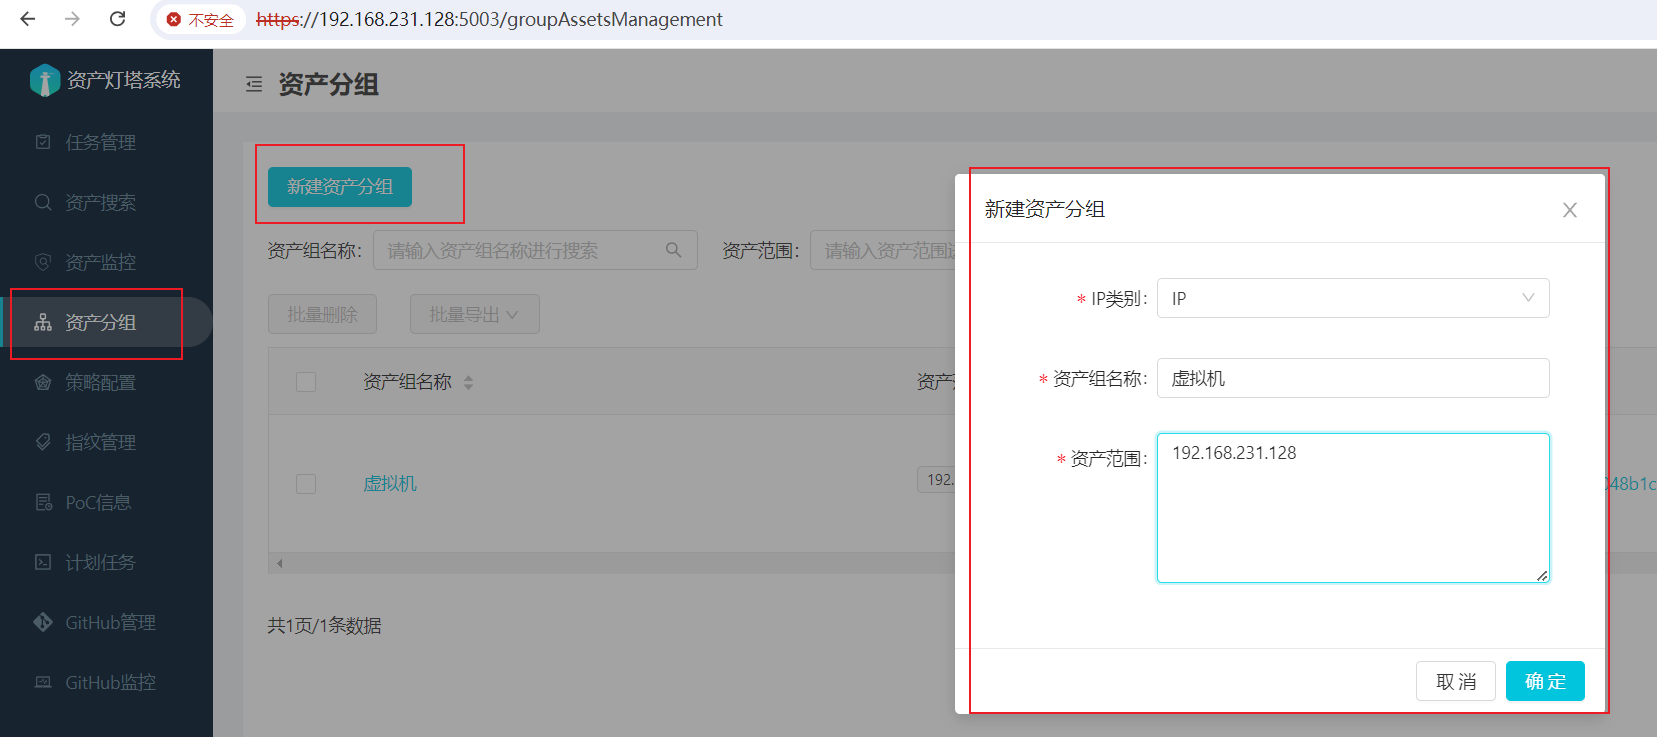 不安全 https://192.168.231.128:5003/groupAssetsManagement
资产灯塔系统
任务管理
资产搜索
资产监控
资产分组
策略配置
指纹管理
PoC信息
计划任务
GitHub管理
GitHub监控
资产分组
新建资产分组
资产组名称: 请输入资产组名称进行搜索 资产范围: 请输入资产范围
批量删除 批量导出
资产组名称 资产
虚拟机 192. 048b1c
共1页/1条数据
新建资产分组
* IP类别: IP
* 资产组名称: 虚拟机
* 资产范围: 192.168.231.128
取 消 确 定